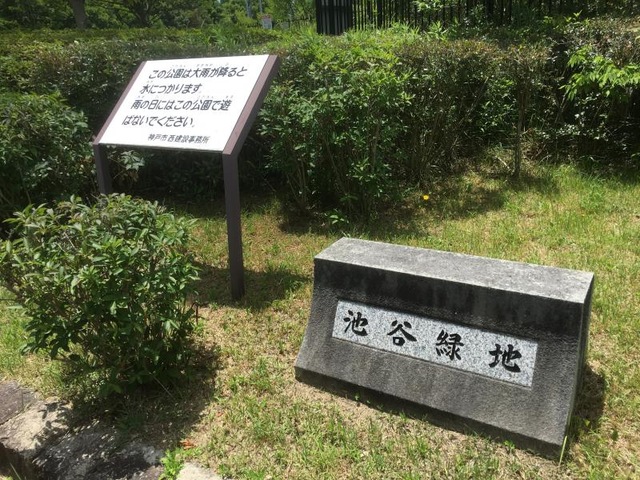 この公園は大雨が降ると
水につかります
雨の日にはこの公園で遊
ばないでください.
神戸市西建設事務所
池谷緑地